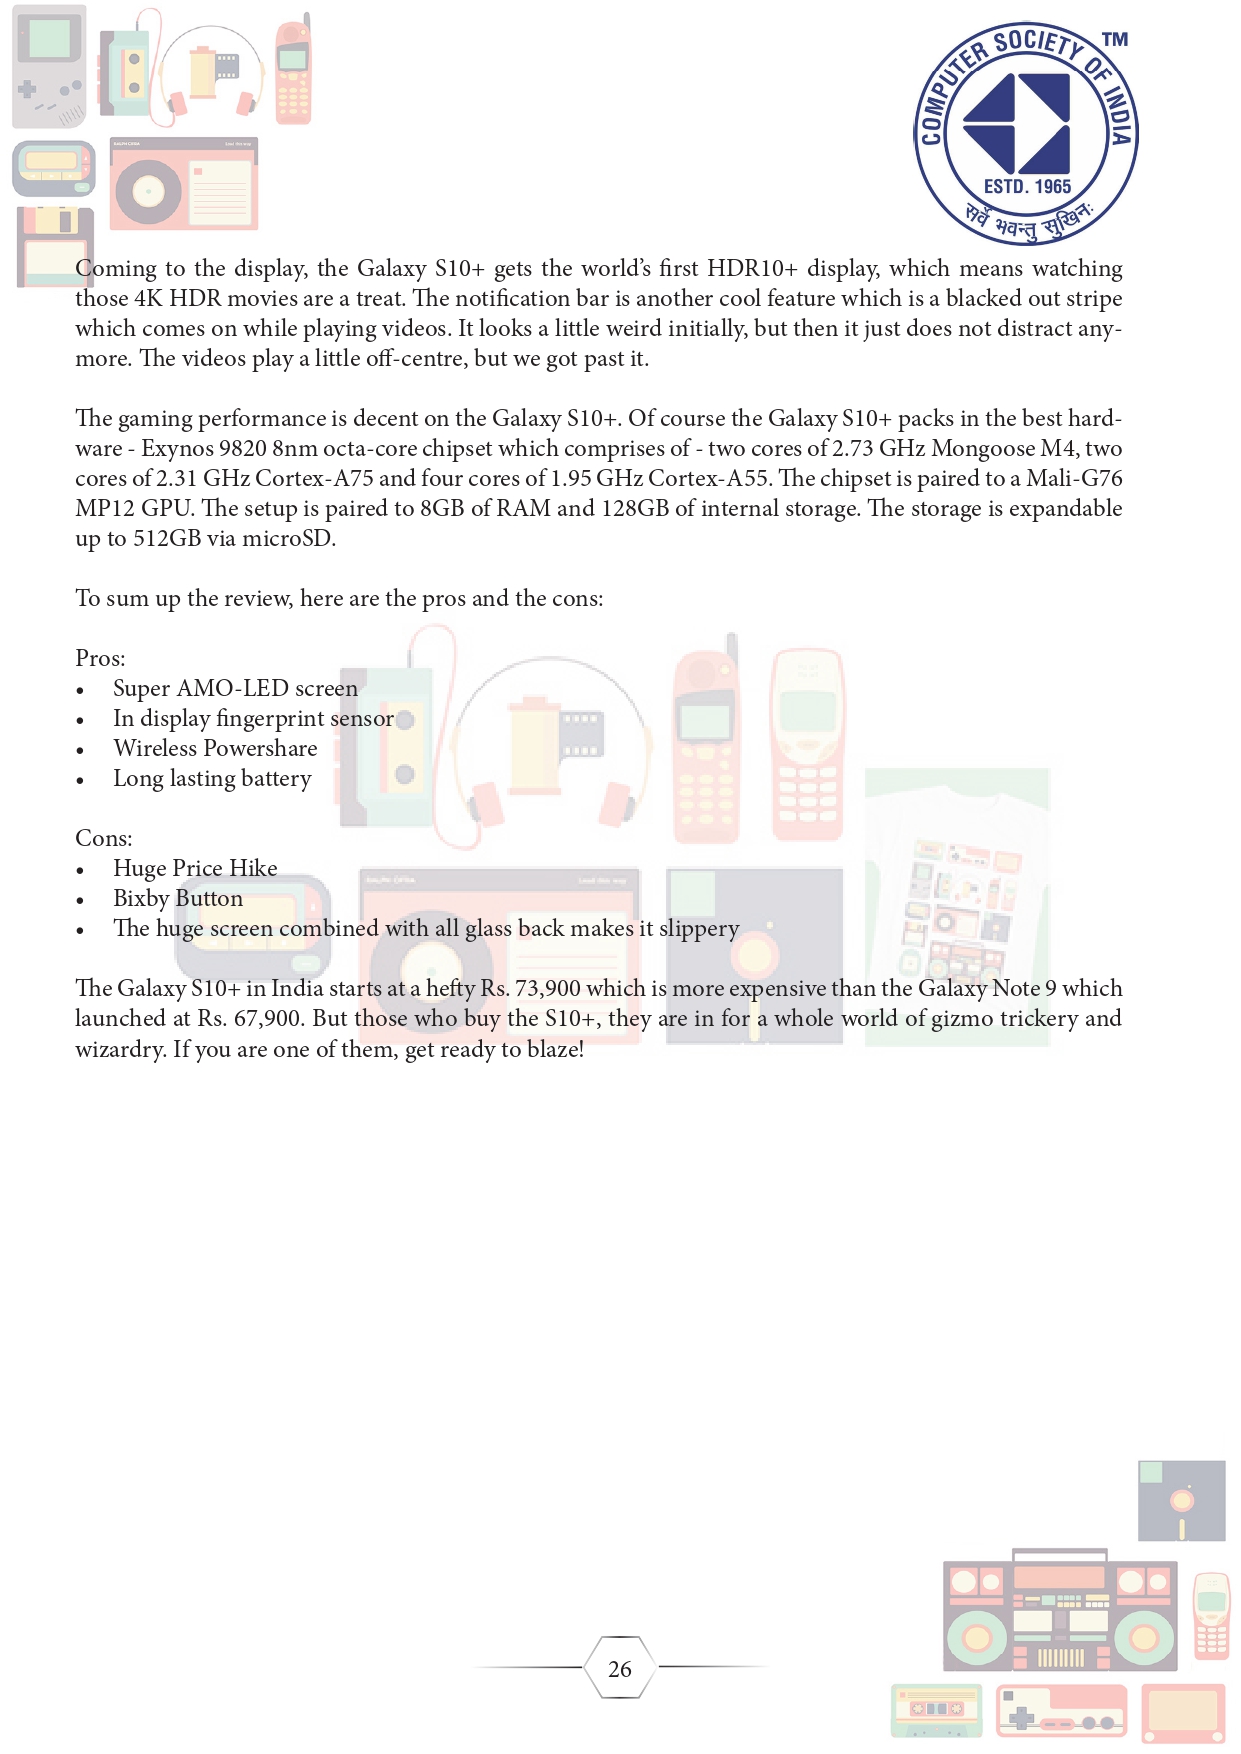 COMPUTER SOCIETY OF INDIA
TM
ESTD. 1965
सर्वे भवन्तु सुखिनः
Coming to the display, the Galaxy S10+ gets the world’s first HDR10+ display, which means watching
those 4K HDR movies are a treat. The notification bar is another cool feature which is a blacked out stripe
which comes on while playing videos. It looks a little weird initially, but then it just does not distract any-
more. The videos play a little off-centre, but we got past it.
The gaming performance is decent on the Galaxy S10+. Of course the Galaxy S10+ packs in the best hard-
ware - Exynos 9820 8nm octa-core chipset which comprises of - two cores of 2.73 GHz Mongoose M4, two
cores of 2.31 GHz Cortex-A75 and four cores of 1.95 GHz Cortex-A55. The chipset is paired to a Mali-G76
MP12 GPU. The setup is paired to 8GB of RAM and 128GB of internal storage. The storage is expandable
up to 512GB via microSD.
To sum up the review, here are the pros and the cons:
Pros:
• Super AMO-LED screen
• In display fingerprint sensor
• Wireless Powershare
• Long lasting battery
Cons:
• Huge Price Hike
• Bixby Button
• The huge screen combined with all glass back makes it slippery
The Galaxy S10+ in India starts at a hefty Rs. 73,900 which is more expensive than the Galaxy Note 9 which
launched at Rs. 67,900. But those who buy the S10+, they are in for a whole world of gizmo trickery and
wizardry. If you are one of them, get ready to blaze!
26